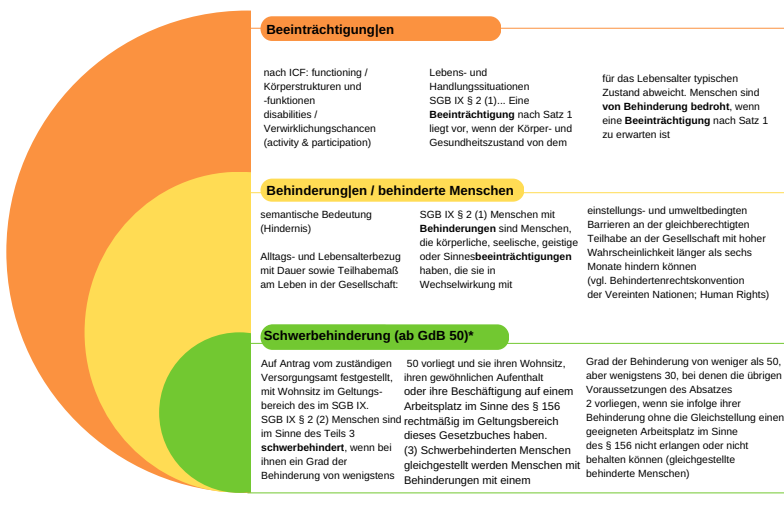 Beeinträchtigung|en
nach ICF: functioning /
Körperstrukturen und
-funktionen
disabilities /
Verwirklichungschancen
(activity & participation)
Lebens- und
Handlungssituationen
SGB IX § 2 (1)... Eine
Beeinträchtigung nach Satz 1
liegt vor, wenn der Körper- und
Gesundheitszustand von dem
für das Lebensalter typischen
Zustand abweicht. Menschen sind
von Behinderung bedroht, wenn
eine Beeinträchtigung nach Satz 1
zu erwarten ist
Behinderung|en / behinderte Menschen
semantische Bedeutung
(Hindernis)
Alltags- und Lebensalterbezug
mit Dauer sowie Teilhabemaß
am Leben in der Gesellschaft:
SGB IX § 2 (1) Menschen mit
Behinderungen sind Menschen,
die körperliche, seelische, geistige
oder Sinnesbeeinträchtigungen
haben, die sie in
Wechselwirkung mit
einstellungs- und umweltbedingten
Barrieren an der gleichberechtigten
Teilhabe an der Gesellschaft mit hoher
Wahrscheinlichkeit länger als sechs
Monate hindern können
(vgl. Behindertenrechtskonvention
der Vereinten Nationen; Human Rights)
Schwerbehinderung (ab GdB 50)*
Auf Antrag vom zuständigen
Versorgungsamt festgestellt,
mit Wohnsitz im Geltungs-
bereich des im SGB IX.
SGB IX § 2 (2) Menschen sind
im Sinne des Teils 3
schwerbehindert, wenn bei
ihnen ein Grad der
Behinderung von wenigstens
50 vorliegt und sie ihren Wohnsitz,
ihren gewöhnlichen Aufenthalt
oder ihre Beschäftigung auf einem
Arbeitsplatz im Sinne des § 156
rechtmäßig im Geltungsbereich
dieses Gesetzbuches haben.
(3) Schwerbehinderten Menschen
gleichgestellt werden Menschen mit
Behinderungen mit einem
Grad der Behinderung von weniger als 50,
aber wenigstens 30, bei denen die übrigen
Voraussetzungen des Absatzes
2 vorliegen, wenn sie infolge ihrer
Behinderung ohne die Gleichstellung einen
geeigneten Arbeitsplatz im Sinne
des § 156 nicht erlangen oder nicht
behalten können (gleichgestellte
behinderte Menschen)